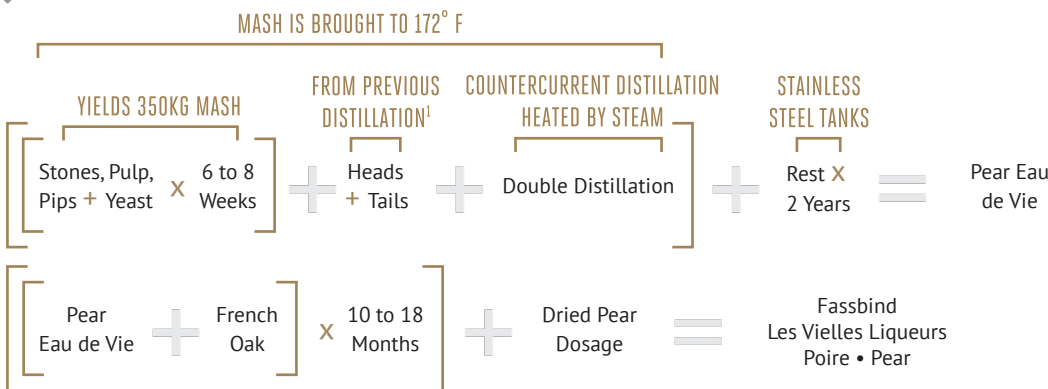 MASH IS BROUGHT TO 172° F
YIELDS 350KG MASH
FROM PREVIOUS
DISTILLATION¹
COUNTERCURRENT DISTILLATION
HEATED BY STEAM
STAINLESS
STEEL TANKS
Stones, Pulp,
Pips + Yeast
x
6 to 8
Weeks
+
Heads
+ Tails
+
Double Distillation
+
Rest x
2 Years
=
Pear Eau
de Vie
Pear
Eau de Vie
+
French
Oak
x
10 to 18
Months
+
Dried Pear
Dosage
=
Fassbind
Les Vielles Liqueurs
Poire • Pear